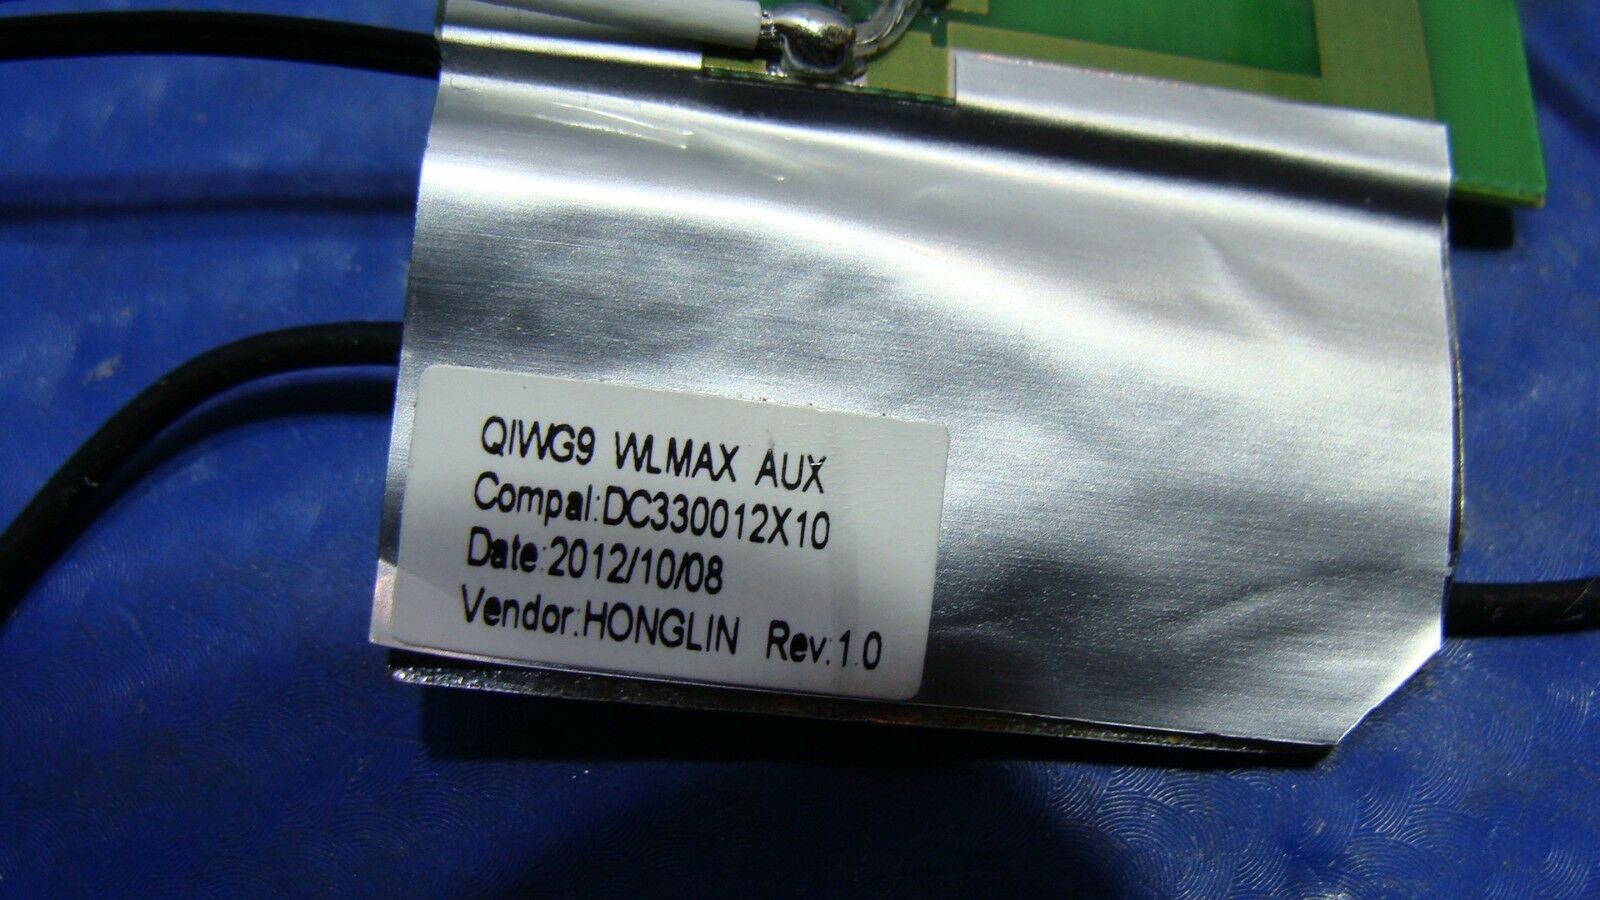 QIWG9 WLMAX AUX
Compal:DC330012X10
Date:2012/10/08
Vendor:HONGLIN Rev:1.0